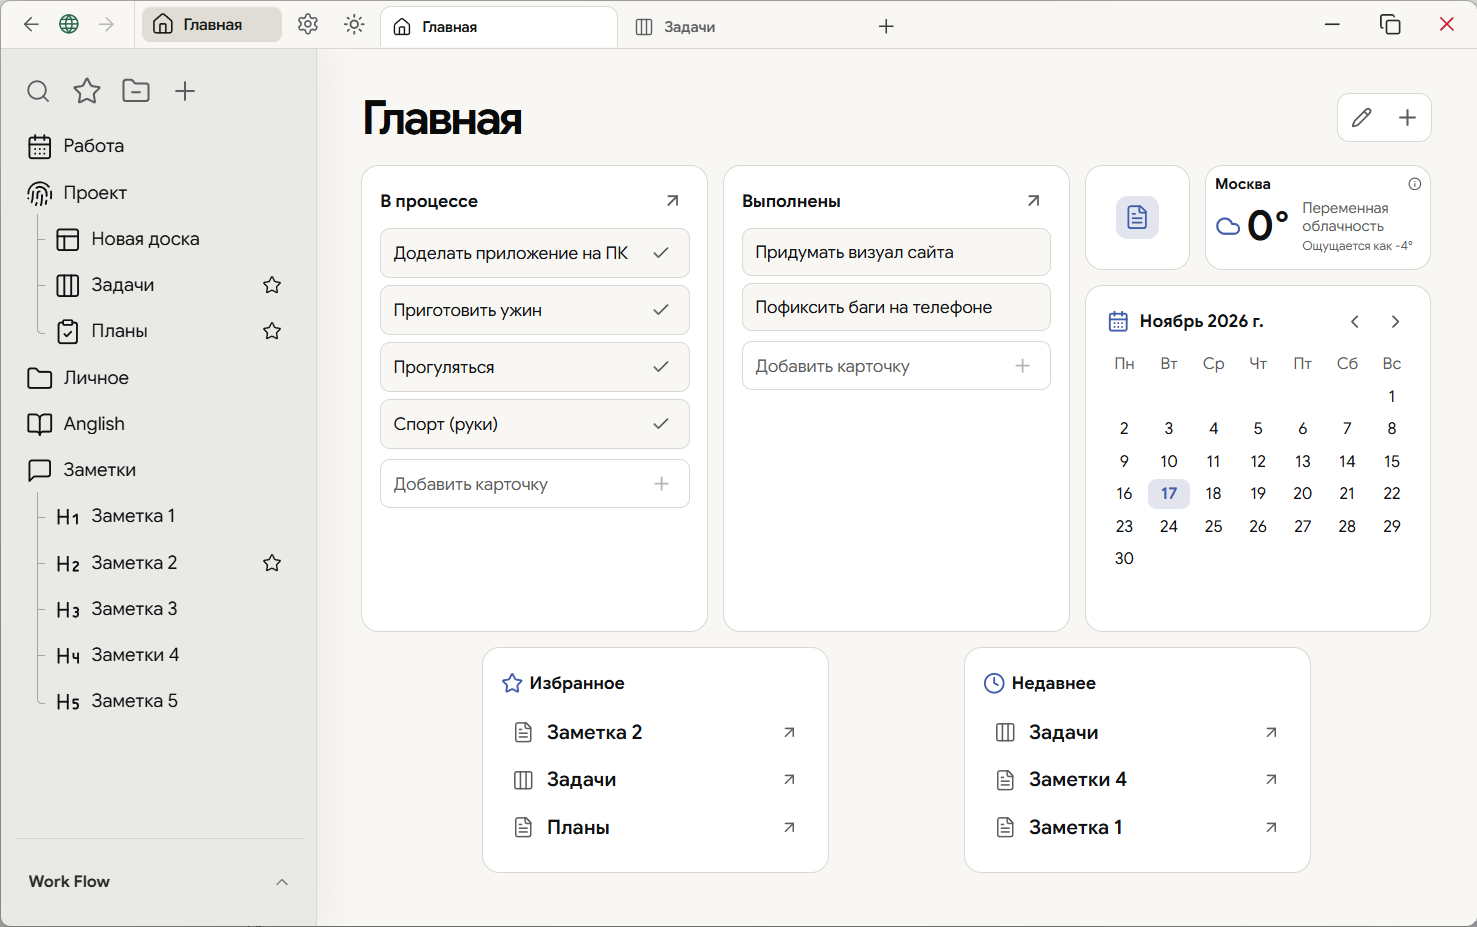 Главная
Главная
Задачи
Работа
Проект
Новая доска
Задачи
Планы
Личное
Anglish
Заметки
H1 Заметка 1
H2 Заметка 2
H3 Заметка 3
H4 Заметки 4
H5 Заметка 5
Work Flow
Главная
В процессе
Доделать приложение на ПК
Приготовить ужин
Прогуляться
Спорт (руки)
Добавить карточку
Выполнены
Придумать визуал сайта
Пофиксить баги на телефоне
Добавить карточку
Москва
0°
Переменная
облачность
Ощущается как -4°
Ноябрь 2026 г.
Пн Вт Ср Чт Пт Сб Вс
1
2 3 4 5 6 7 8
9 10 11 12 13 14 15
16 17 18 19 20 21 22
23 24 25 26 27 28 29
30
Избранное
Заметка 2
Задачи
Планы
Недавнее
Задачи
Заметки 4
Заметка 1